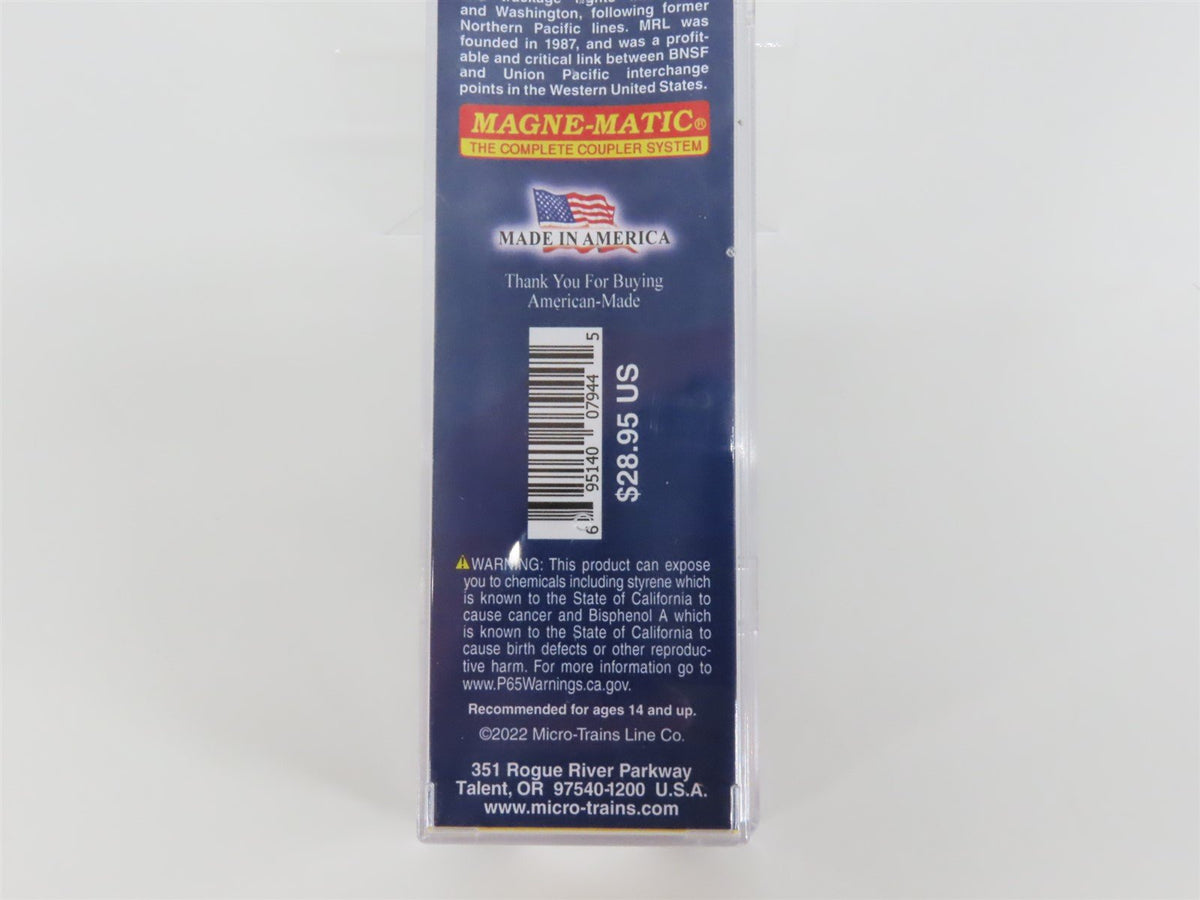 and Washington, following former
Northern Pacific lines. MRL was
founded in 1987, and was a profit-
able and critical link between BNSF
and Union Pacific interchange
points in the Western United States.
MAGNE-MATIC®
THE COMPLETE COUPLER SYSTEM
MADE IN AMERICA
Thank You For Buying
American-Made
6 95140 07944 5
$28.95 US
WARNING: This product can expose
you to chemicals including styrene which
is known to the State of California to
cause cancer and Bisphenol A which
is known to the State of California to
cause birth defects or other reproduc-
tive harm. For more information go to
www.P65Warnings.ca.gov.
Recommended for ages 14 and up.
©2022 Micro-Trains Line Co.
351 Rogue River Parkway
Talent, OR 97540-1200 U.S.A.
www.micro-trains.com